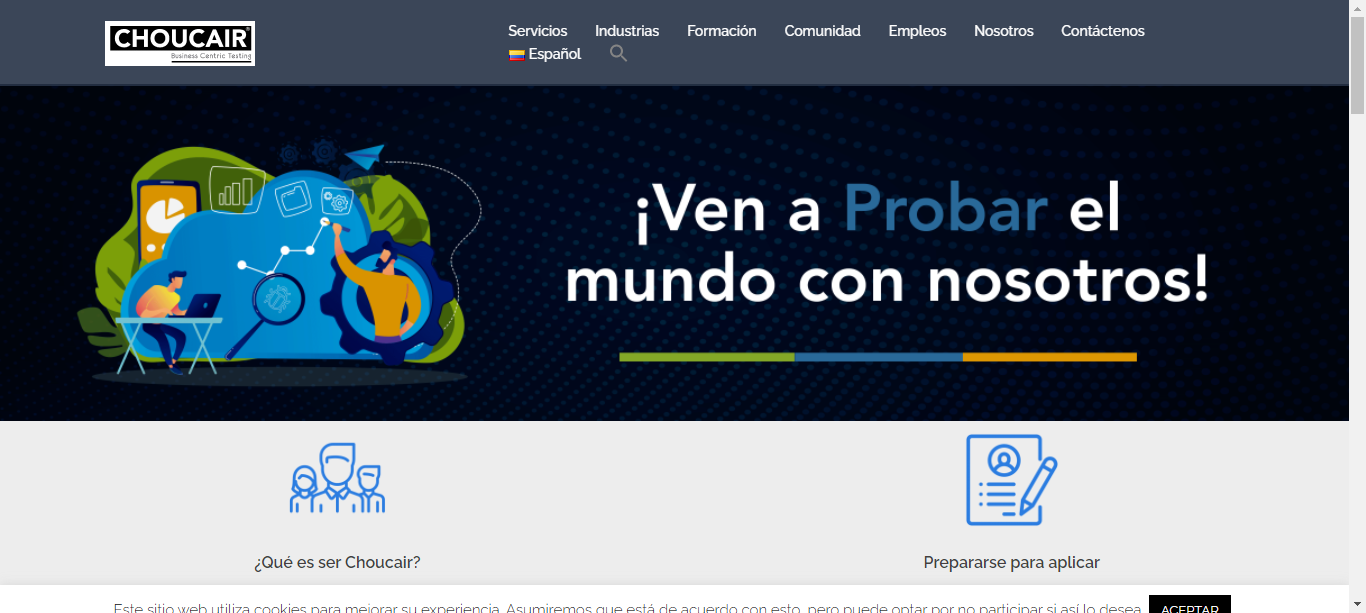 CHOUCAIR
Business Centric Testing
Servicios Industrias Formación Comunidad Empleos Nosotros Contáctenos
Español
¡Ven a Probar el
mundo con nosotros!
¿Qué es ser Choucair?
Prepararse para aplicar
Este sitio web utiliza cookies para mejorar su experiencia. Asumiremos que está de acuerdo con esto, pero puede optar por no participar si así lo desea.
ACEPTAR